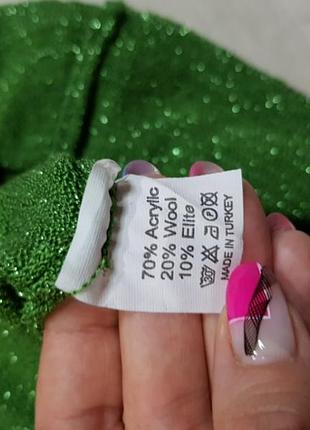 70% Acrylic
20% Wool
10% Elite
MADE IN TURKEY